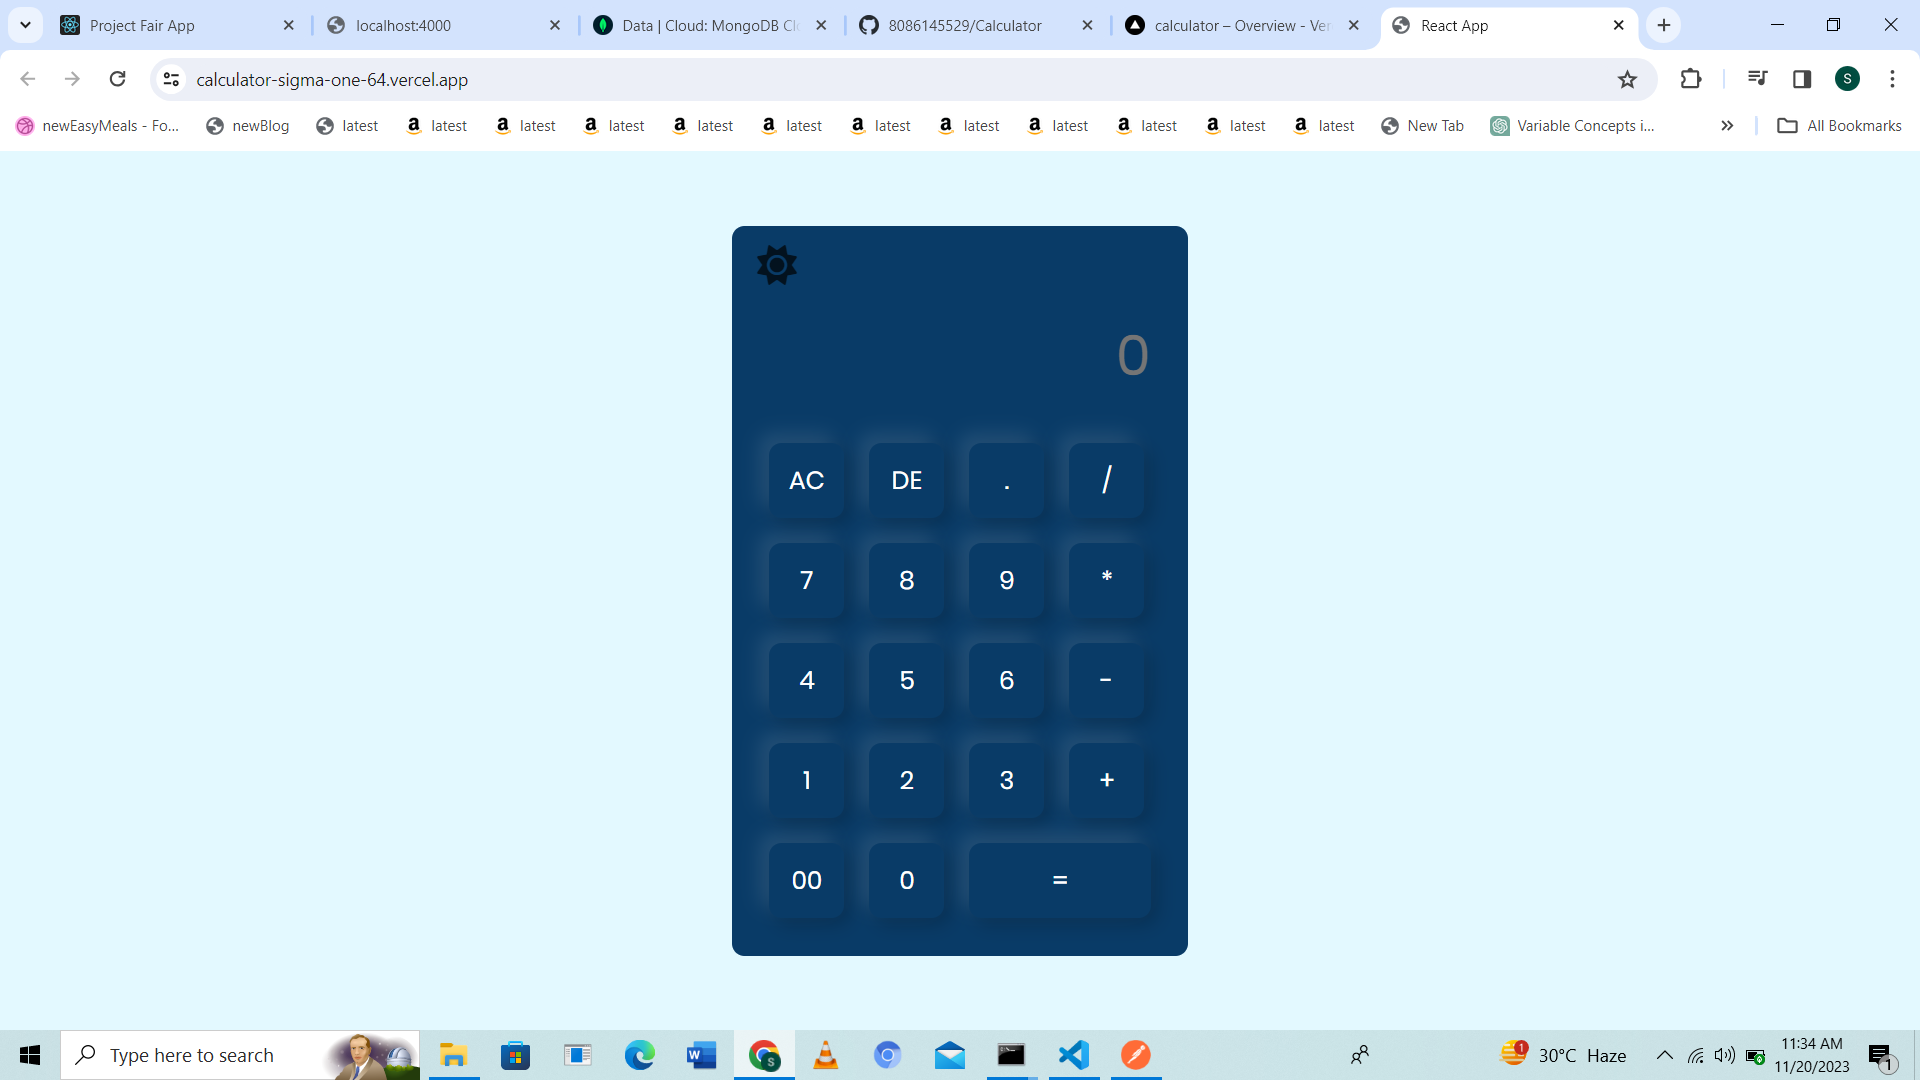 Project Fair App
localhost:4000
Data | Cloud: MongoDB Cl
8086145529/Calculator
calculator – Overview - Ver
React App
calculator-sigma-one-64.vercel.app
S
newEasyMeals - Fo...
newBlog
latest
latest
latest
latest
latest
latest
latest
latest
latest
latest
latest
latest
New Tab
Variable Concepts i...
All Bookmarks
0
AC DE . /
7 8 9 *
4 5 6 -
1 2 3 +
00 0 =
Type here to search
W
S
1
30°C Haze
11:34 AM
11/20/2023
1